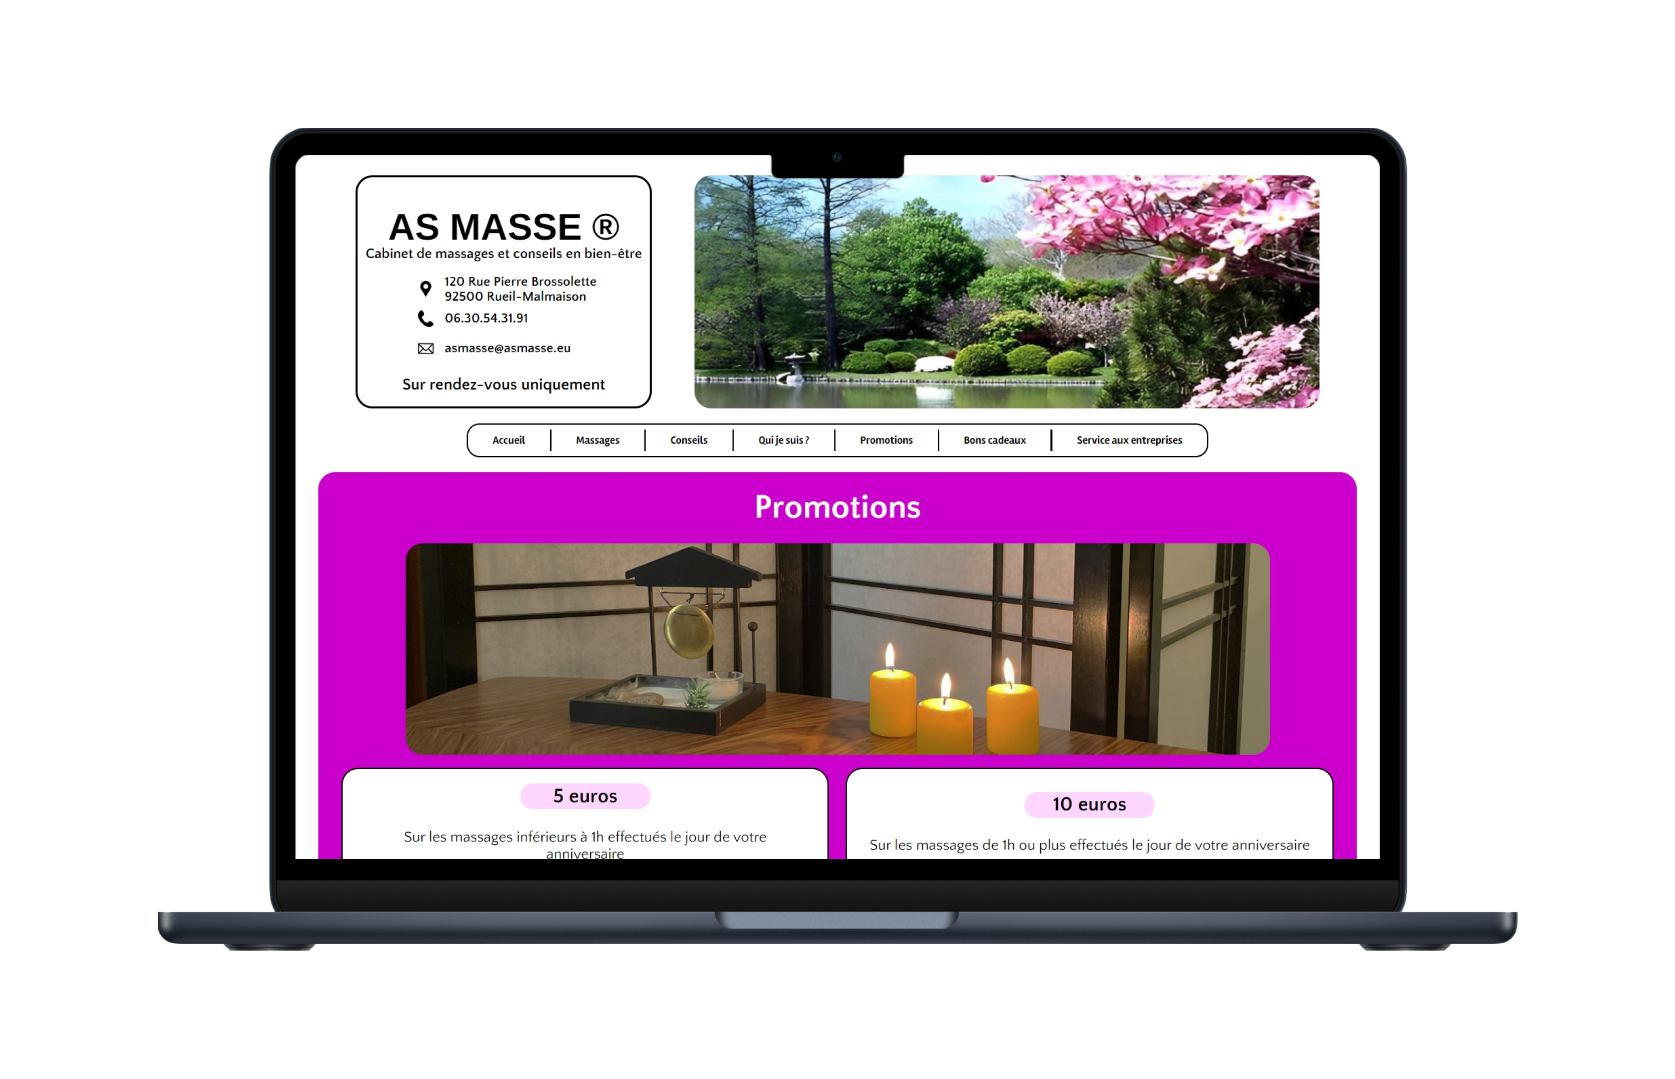 AS MASSE ®
Cabinet de massages et conseils en bien-être
120 Rue Pierre Brossolette
92500 Rueil-Malmaison
06.30.54.31.91
asmasse@asmasse.eu
Sur rendez-vous uniquement
Accueil
Massages
Conseils
Qui je suis ?
Promotions
Bons cadeaux
Service aux entreprises
Promotions
5 euros
Sur les massages inférieurs à 1h effectués le jour de votre
anniversaire
10 euros
Sur les massages de 1h ou plus effectués le jour de votre anniversaire